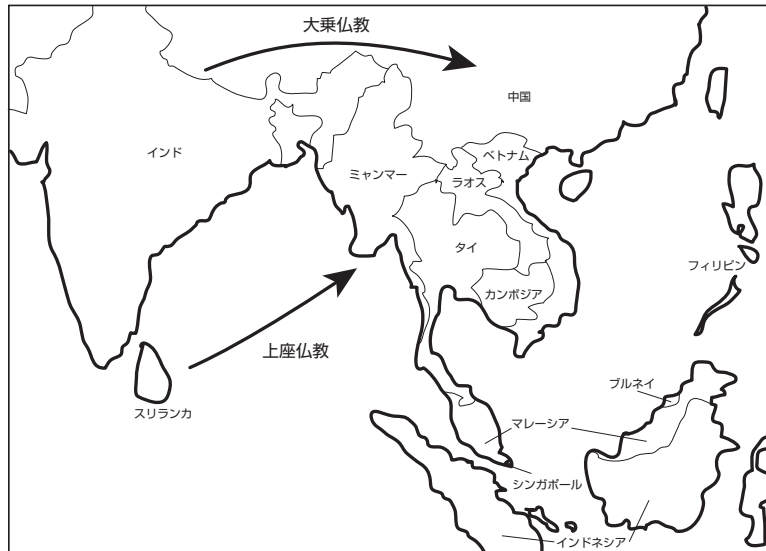 大乗仏教
中国
インド
ベトナム
ミャンマー
ラオス
タイ
フィリピン
カンボジア
上座仏教
ブルネイ
スリランカ
マレーシア
シンガポール
インドネシア